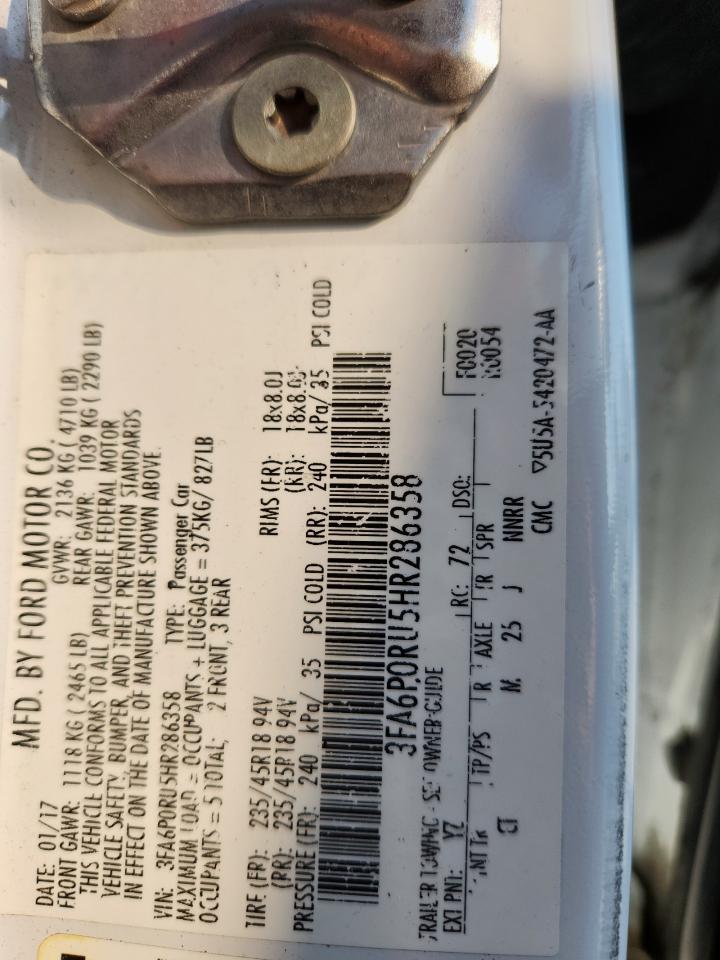 MFD. BY FORD MOTOR CO.
DATE: 01/17 GVWR: 2136 KG ( 4710 LB)
FRONT GAWR: 1118 KG ( 2465 LB) REAR GAWR: 1039 KG ( 2290 LB)
THIS VEHICLE CONFORMS TO ALL APPLICABLE FEDERAL MOTOR
VEHICLE SAFETY, BUMPER, AND THEFT PREVENTION STANDARDS
IN EFFECT ON THE DATE OF MANUFACTURE SHOWN ABOVE.
VIN: 3FA6P0RU5HR286358 TYPE: Passenger Car
MAXIMUM LOAD = OCCUPANTS + LUGGAGE = 375KG/ 827LB
OCCUPANTS = 5 TOTAL: 2 FRONT, 3 REAR
TIRE (FR): 235/45R18 94V RIMS (FR): 18x8.0J
(RR): 235/45R18 94V (RR): 18x8.0J
PRESSURE (FR): 240 kPa/ 35 PSI COLD (RR): 240 kPa/ 35 PSI COLD
3FA6P0RU5HR286358
TRAILER TOWING - SEE OWNER GUIDE
EXT PNT: YZ RC: 72 DSO: F0020
INT TR TP/PS R AXLE TR SPR
M 25 J NNRR
CMC ▽5U5A-5420472-AA